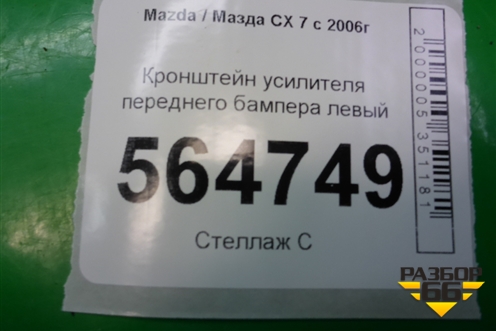 Mazda / Мазда CX 7 с 2006г
Кронштейн усилителя
переднего бампера левый
564749
Стеллаж С
2000005351181
РАЗБОР
66